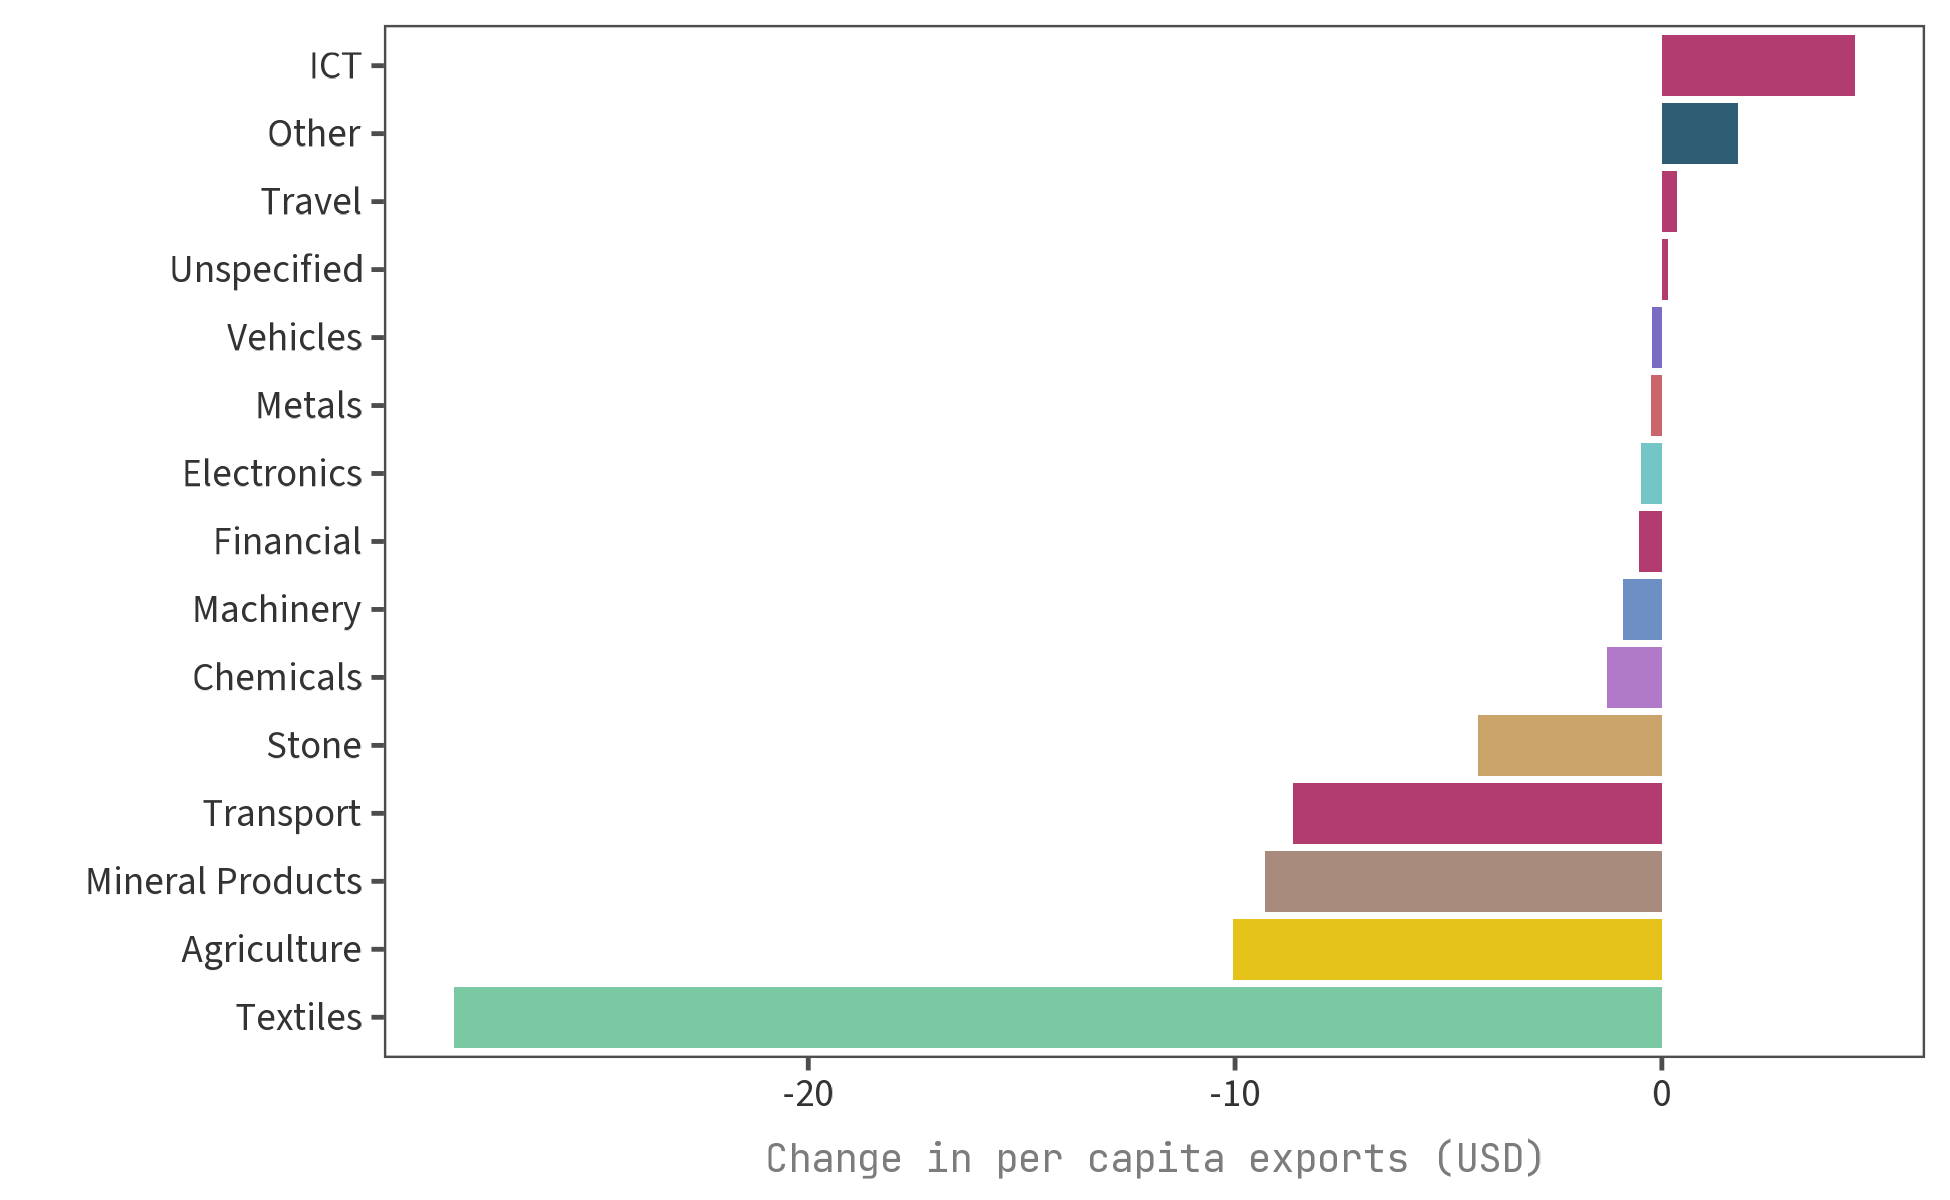 ICT
Other
Travel
Unspecified
Vehicles
Metals
Electronics
Financial
Machinery
Chemicals
Stone
Transport
Mineral Products
Agriculture
Textiles
-20 -10 0
Change in per capita exports (USD)